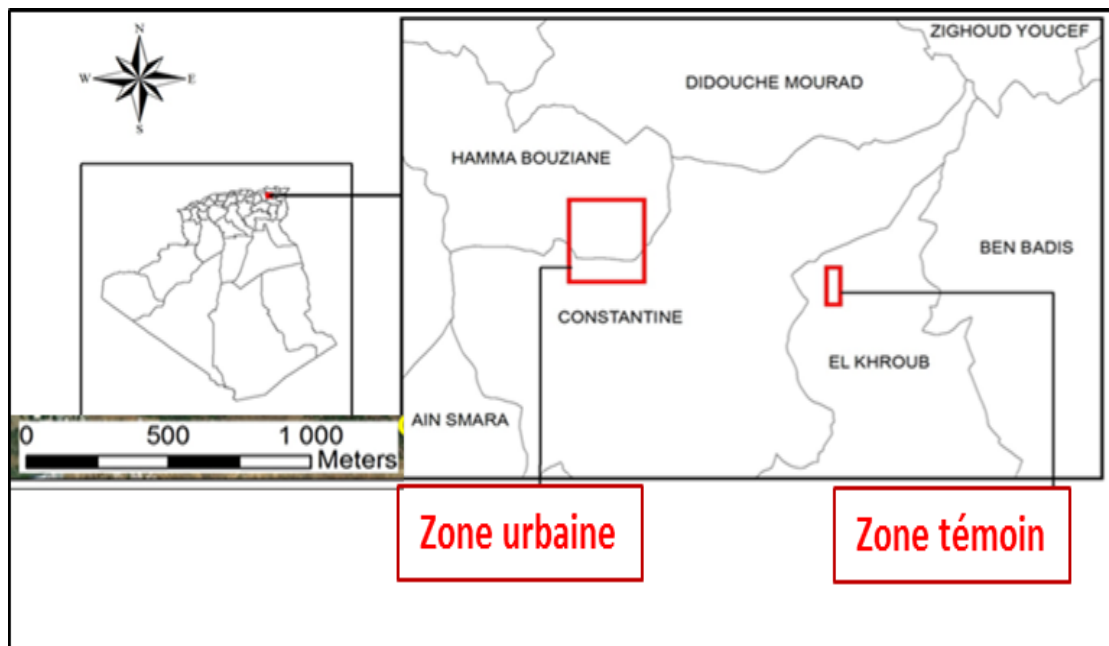 N
W
E
S
ZIGHOUD YOUCEF
DIDOUCHE MOURAD
HAMMA BOUZIANE
BEN BADIS
CONSTANTINE
EL KHROUB
AIN SMARA
0 500 1 000
Meters
Zone urbaine
Zone témoin